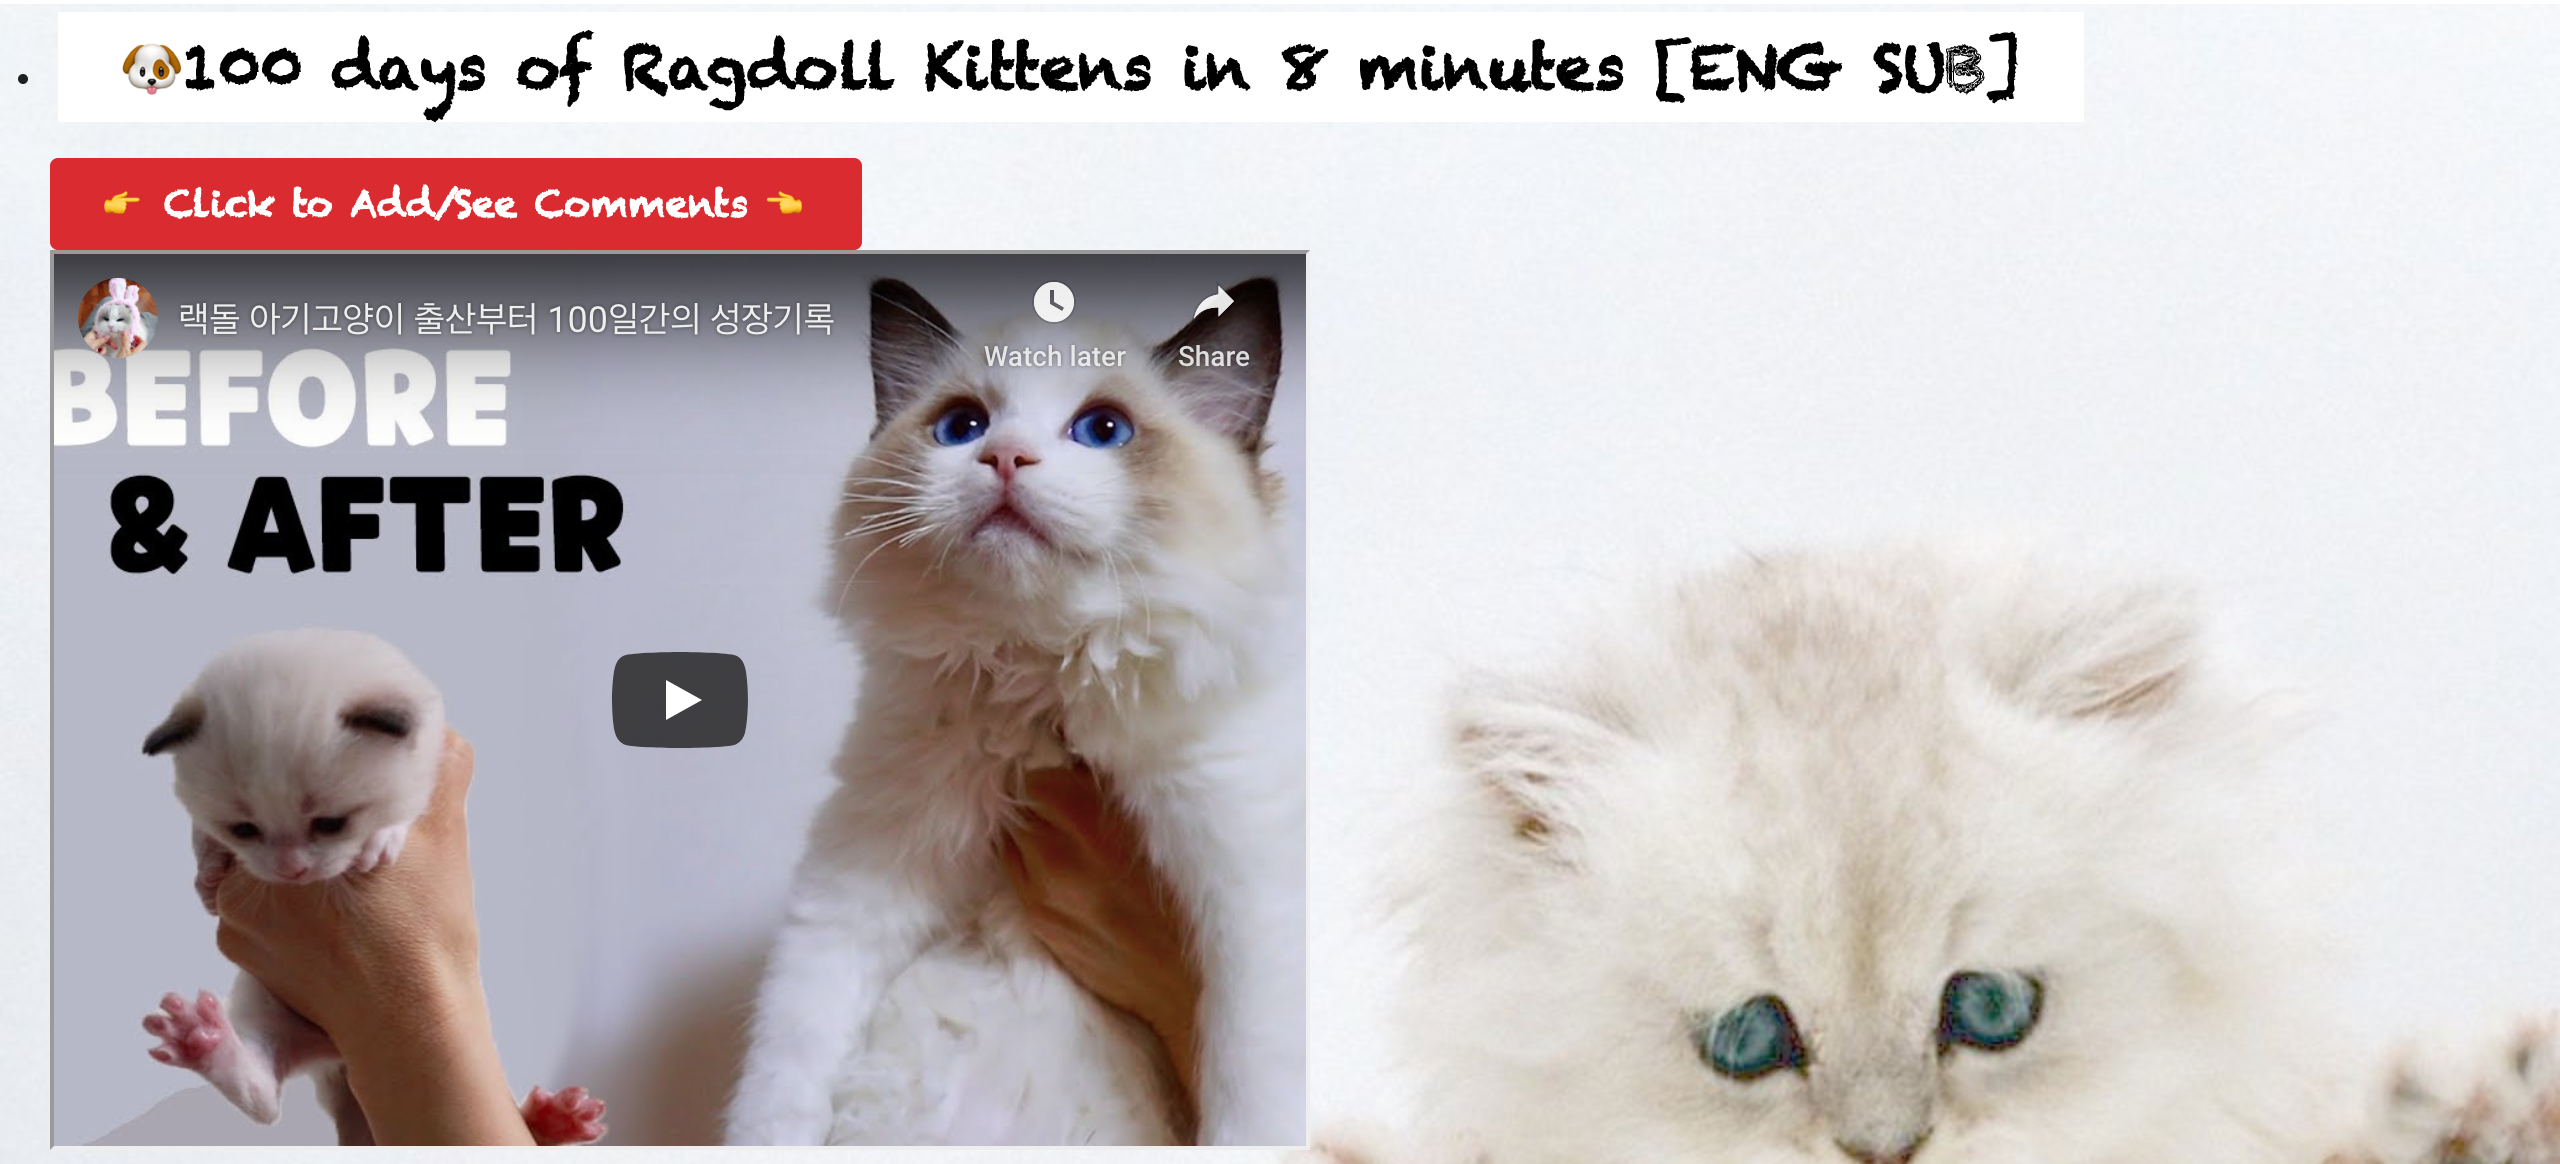 🐶100 days of Ragdoll Kittens in 8 minutes [ENG SUB]
👉 Click to Add/See Comments 👈
랙돌 아기고양이 출산부터 100일간의 성장기록
Watch later
Share
BEFORE
& AFTER